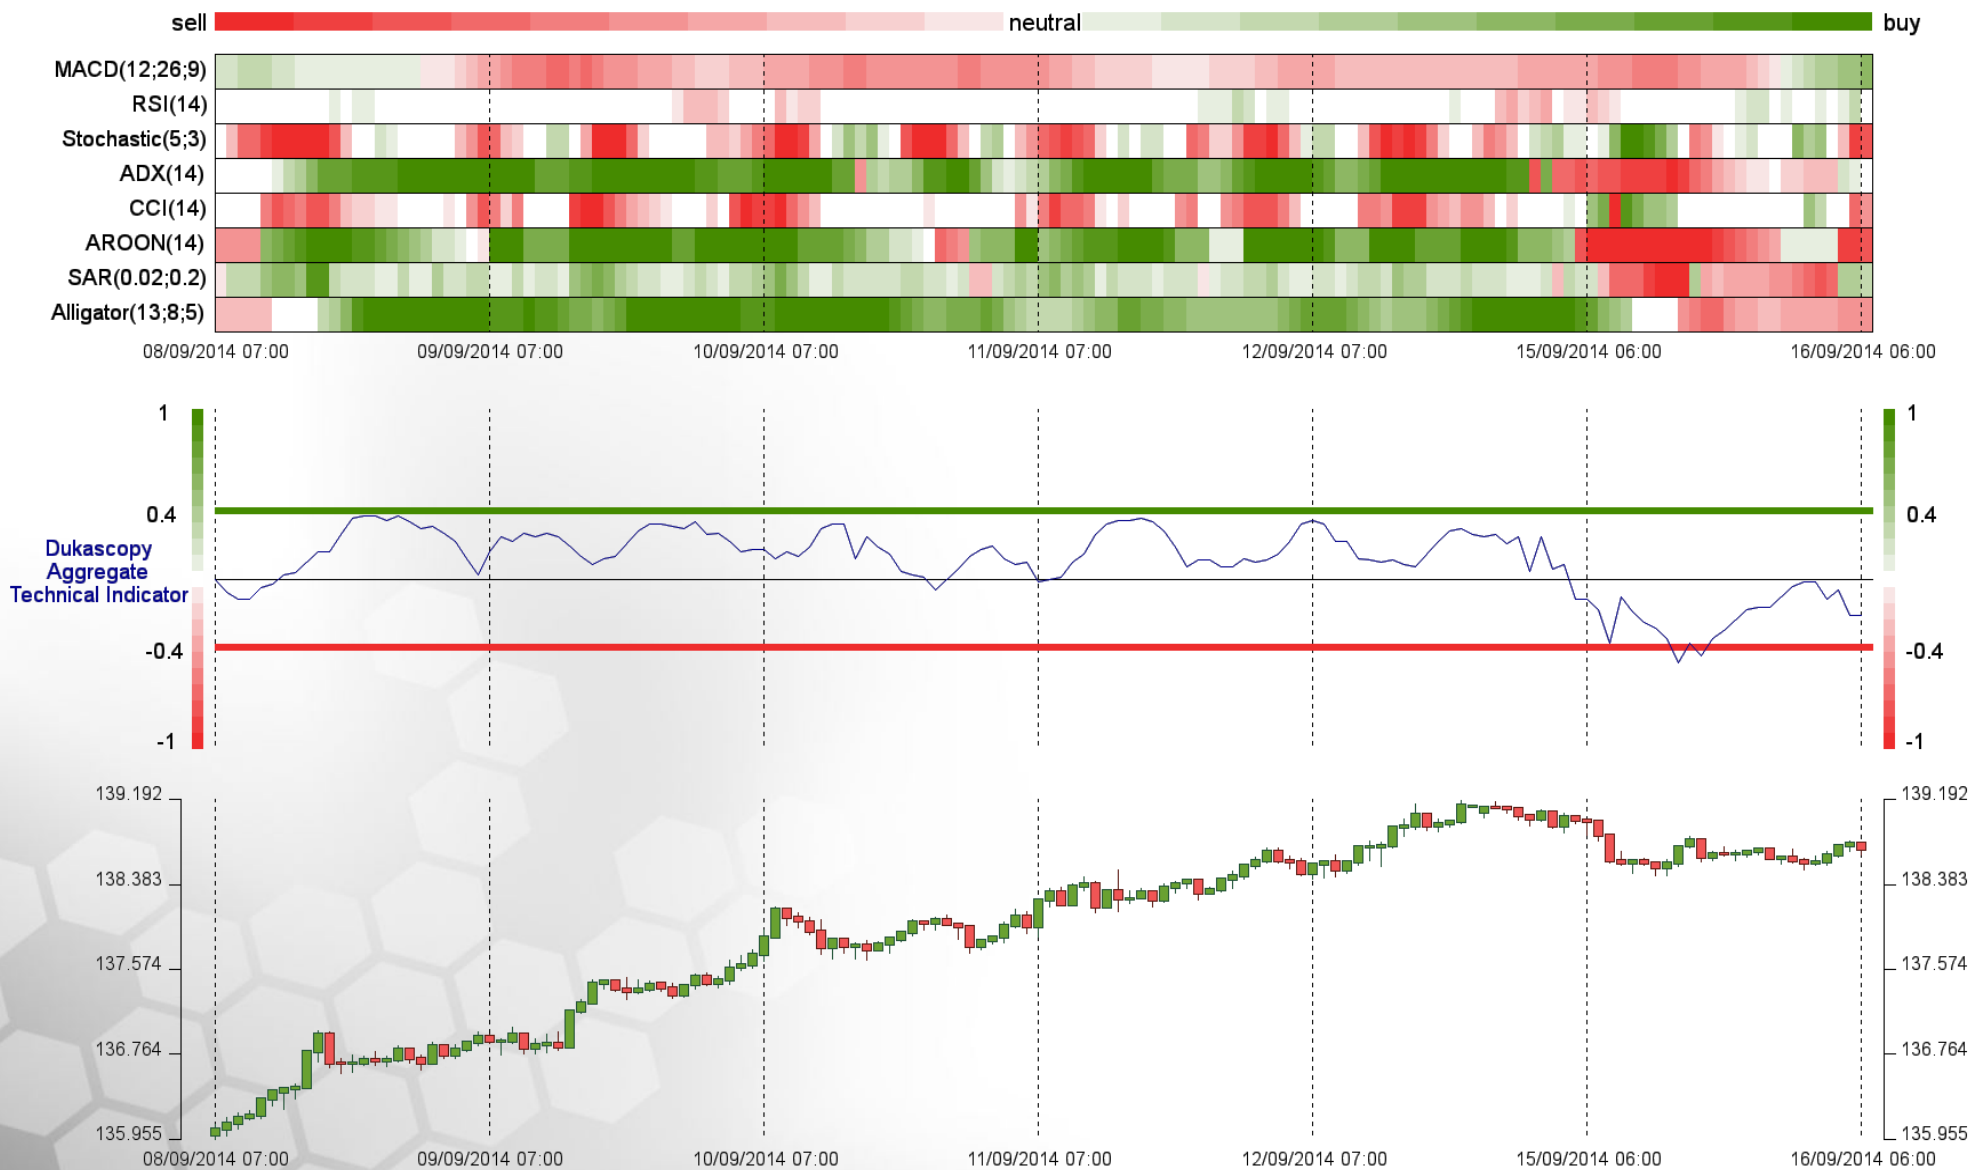 sell neutral buy
MACD(12;26;9)
RSI(14)
Stochastic(5;3)
ADX(14)
CCI(14)
AROON(14)
SAR(0.02;0.2)
Alligator(13;8;5)
08/09/2014 07:00 09/09/2014 07:00 10/09/2014 07:00 11/09/2014 07:00 12/09/2014 07:00 15/09/2014 06:00 16/09/2014 06:00
1 1
0.4 0.4
Dukascopy
Aggregate
Technical Indicator
-0.4 -0.4
-1 -1
139.192 139.192
138.383 138.383
137.574 137.574
136.764 136.764
135.955 135.955
08/09/2014 07:00 09/09/2014 07:00 10/09/2014 07:00 11/09/2014 07:00 12/09/2014 07:00 15/09/2014 06:00 16/09/2014 06:00